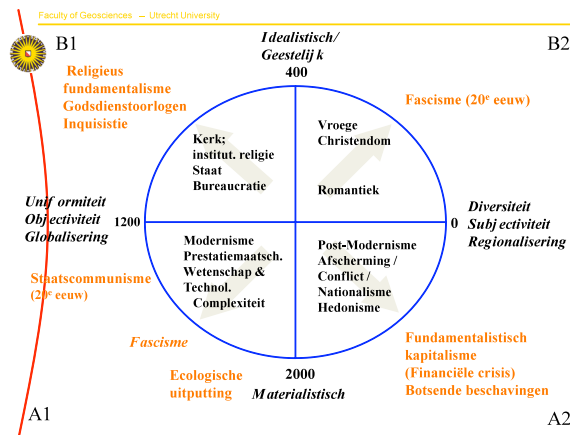 Faculty of Geosciences – Utrecht University
B1
Idealistisch/
Geestelijk
B2
400
Religieus
fundamentalisme
Godsdienstoorlogen
Inquisistie
Fascisme (20e eeuw)
Kerk;
institut. religie
Staat
Bureaucratie
Vroege
Christendom
Romantiek
Uniformiteit
Objectiviteit
Globalisering
1200
0
Diversiteit
Subjectiviteit
Regionalisering
Modernisme
Prestatiemaatsch.
Wetenschap &
Technol.
Complexiteit
Post-Modernisme
Afscherming /
Conflict /
Nationalisme
Hedonisme
Staatscommunisme
(20e eeuw)
Fascisme
Ecologische
uitputting
2000
Materialistisch
Fundamentalistisch
kapitalisme
(Financiële crisis)
Botsende beschavingen
A1
A2